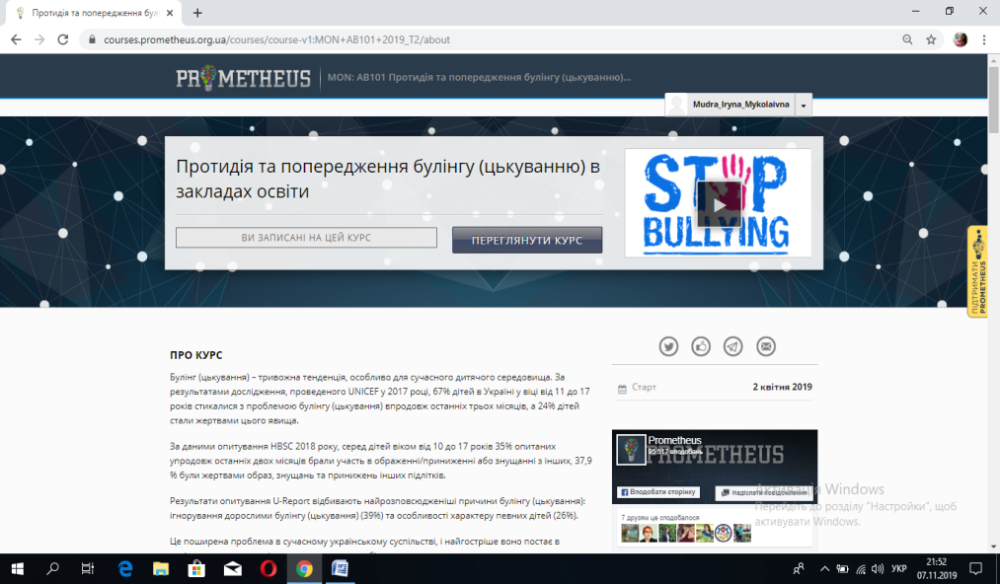 Протидія та попередження бул
courses.prometheus.org.ua/courses/course-v1:MON+AB101+2019_T2/about
PROMETHEUS
MON: AB101 Протидія та попередження булінгу (цькуванню)...
Mudra_Iryna_Mykolaivna
Протидія та попередження булінгу (цькуванню) в
закладах освіти
ВИ ЗАПИСАНІ НА ЦЕЙ КУРС
ПЕРЕГЛЯНУТИ КУРС
STOP
BULLYING
ПІДТРИМАТИ
PROMETHEUS
ПРО КУРС
Булінг (цькування) – тривожна тенденція, особливо для сучасного дитячого середовища. За
результатами дослідження, проведеного UNICEF у 2017 році, 67% дітей в Україні у віці від 11 до 17
років стикалися з проблемою булінгу (цькування) впродовж останніх трьох місяців, а 24% дітей
стали жертвами цього явища.
За даними опитування HBSC 2018 року, серед дітей віком від 10 до 17 років 35% опитаних
упродовж останніх двох місяців брали участь в ображенні/приниженні або знущанні з інших, 37,9
% були жертвами образ, знущань та принижень інших підлітків.
Результати опитування U-Report відбивають найрозповсюдженіші причини булінгу (цькування):
ігнорування дорослими булінгу (цькування) (39%) та особливості характеру певних дітей (26%).
Це поширена проблема в сучасному українському суспільстві, і найгостріше воно постає в
Старт
2 квітня 2019
Prometheus
95 517 вподобань
PROMETHEUS
Вподобати сторінку
Надіслати повідомлення
7 друзям це сподобалося
Активація Windows
Перейдіть до розділу "Настройки", щоб
активувати Windows.
УКР
21:52
07.11.2019